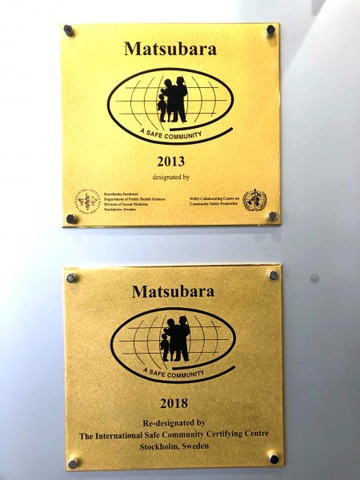 Matsubara
A SAFE COMMUNITY
2013
designated by
Karolinska Institutet
Department of Public Health Sciences
Division of Social Medicine
Stockholm, Sweden
WHO Collaborating Centre on
Community Safety Promotion
Matsubara
A SAFE COMMUNITY
2018
Re-designated by
The International Safe Community Certifying Centre
Stockholm, Sweden